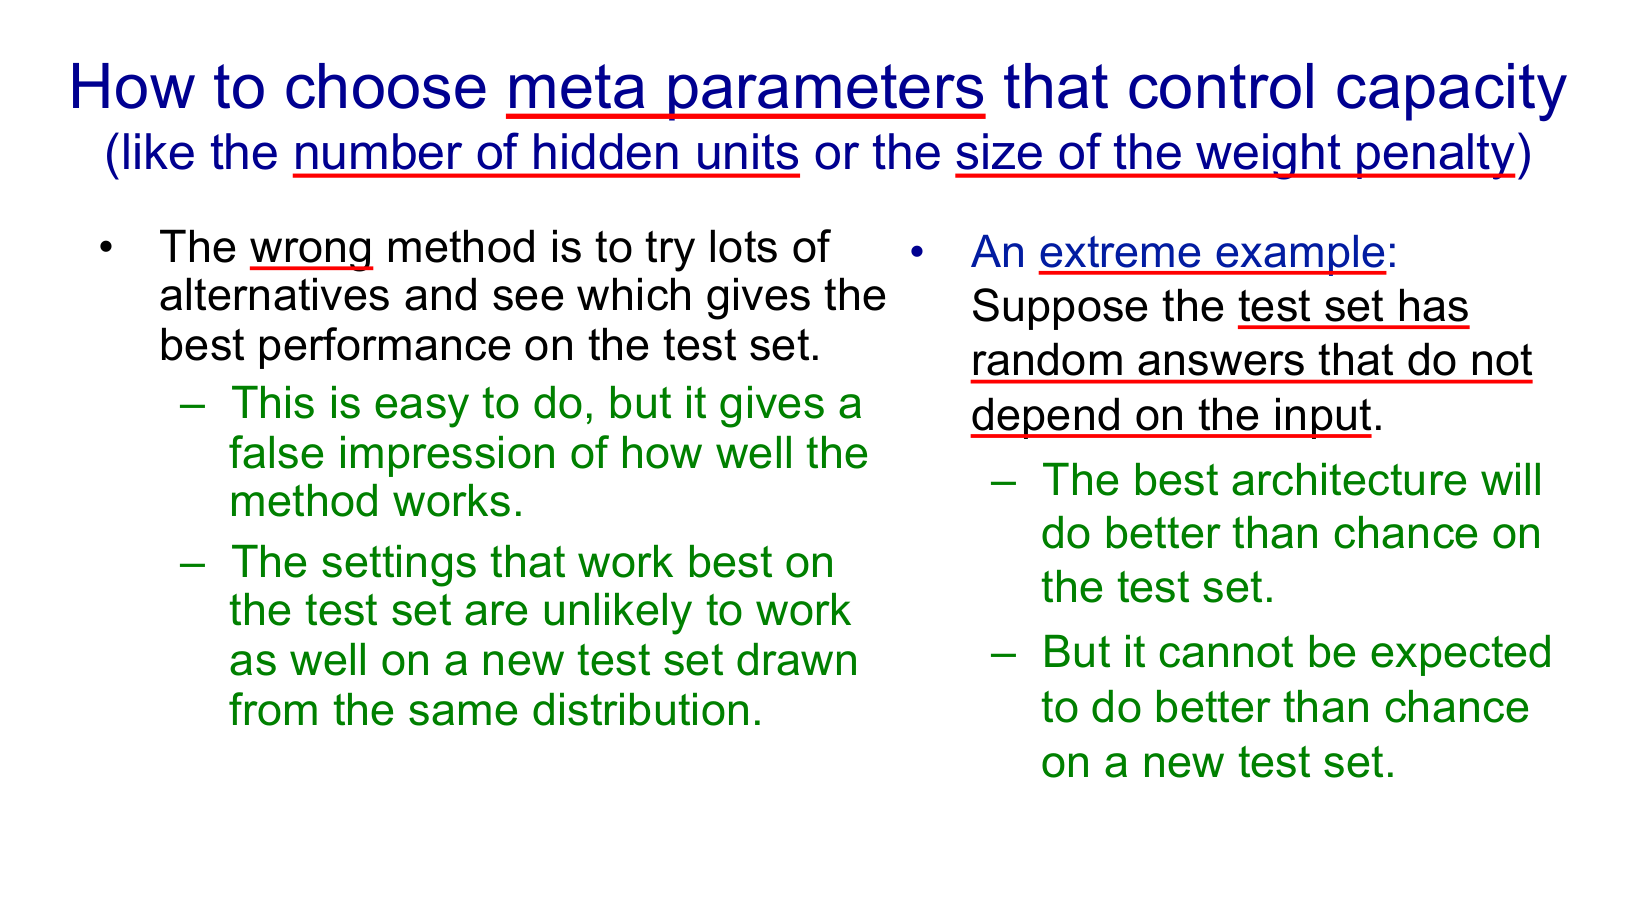 How to choose meta parameters that control capacity
(like the number of hidden units or the size of the weight penalty)
• The wrong method is to try lots of
alternatives and see which gives the
best performance on the test set.
– This is easy to do, but it gives a
false impression of how well the
method works.
– The settings that work best on
the test set are unlikely to work
as well on a new test set drawn
from the same distribution.
• An extreme example:
Suppose the test set has
random answers that do not
depend on the input.
– The best architecture will
do better than chance on
the test set.
– But it cannot be expected
to do better than chance
on a new test set.